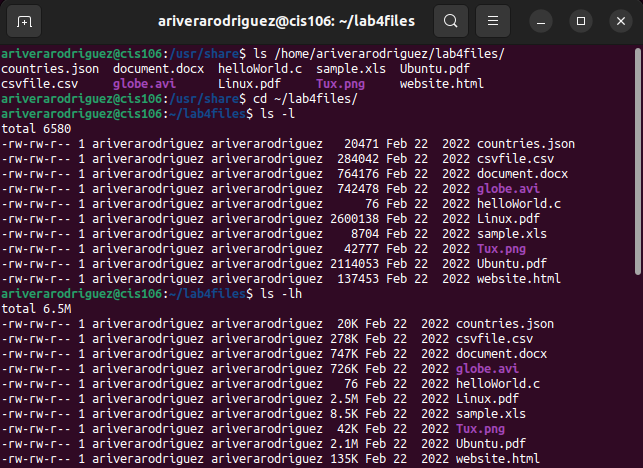 ariverarodriguez@cis106: ~/lab4files
ariverarodriguez@cis106:/usr/share$ ls /home/ariverarodriguez/lab4files/
countries.json  document.docx  helloWorld.c  sample.xls  Ubuntu.pdf
csvfile.csv     globe.avi      Linux.pdf     Tux.png     website.html
ariverarodriguez@cis106:/usr/share$ cd ~/lab4files/
ariverarodriguez@cis106:~/lab4files$ ls -l
total 6580
-rw-rw-r-- 1 ariverarodriguez ariverarodriguez   20471 Feb 22  2022 countries.json
-rw-rw-r-- 1 ariverarodriguez ariverarodriguez  284042 Feb 22  2022 csvfile.csv
-rw-rw-r-- 1 ariverarodriguez ariverarodriguez  764176 Feb 22  2022 document.docx
-rw-rw-r-- 1 ariverarodriguez ariverarodriguez  742478 Feb 22  2022 globe.avi
-rw-rw-r-- 1 ariverarodriguez ariverarodriguez      76 Feb 22  2022 helloWorld.c
-rw-rw-r-- 1 ariverarodriguez ariverarodriguez 2600138 Feb 22  2022 Linux.pdf
-rw-rw-r-- 1 ariverarodriguez ariverarodriguez    8704 Feb 22  2022 sample.xls
-rw-rw-r-- 1 ariverarodriguez ariverarodriguez   42777 Feb 22  2022 Tux.png
-rw-rw-r-- 1 ariverarodriguez ariverarodriguez 2114053 Feb 22  2022 Ubuntu.pdf
-rw-rw-r-- 1 ariverarodriguez ariverarodriguez  137453 Feb 22  2022 website.html
ariverarodriguez@cis106:~/lab4files$ ls -lh
total 6.5M
-rw-rw-r-- 1 ariverarodriguez ariverarodriguez  20K Feb 22  2022 countries.json
-rw-rw-r-- 1 ariverarodriguez ariverarodriguez 278K Feb 22  2022 csvfile.csv
-rw-rw-r-- 1 ariverarodriguez ariverarodriguez 747K Feb 22  2022 document.docx
-rw-rw-r-- 1 ariverarodriguez ariverarodriguez 726K Feb 22  2022 globe.avi
-rw-rw-r-- 1 ariverarodriguez ariverarodriguez   76 Feb 22  2022 helloWorld.c
-rw-rw-r-- 1 ariverarodriguez ariverarodriguez 2.5M Feb 22  2022 Linux.pdf
-rw-rw-r-- 1 ariverarodriguez ariverarodriguez 8.5K Feb 22  2022 sample.xls
-rw-rw-r-- 1 ariverarodriguez ariverarodriguez  42K Feb 22  2022 Tux.png
-rw-rw-r-- 1 ariverarodriguez ariverarodriguez 2.1M Feb 22  2022 Ubuntu.pdf
-rw-rw-r-- 1 ariverarodriguez ariverarodriguez 135K Feb 22  2022 website.html